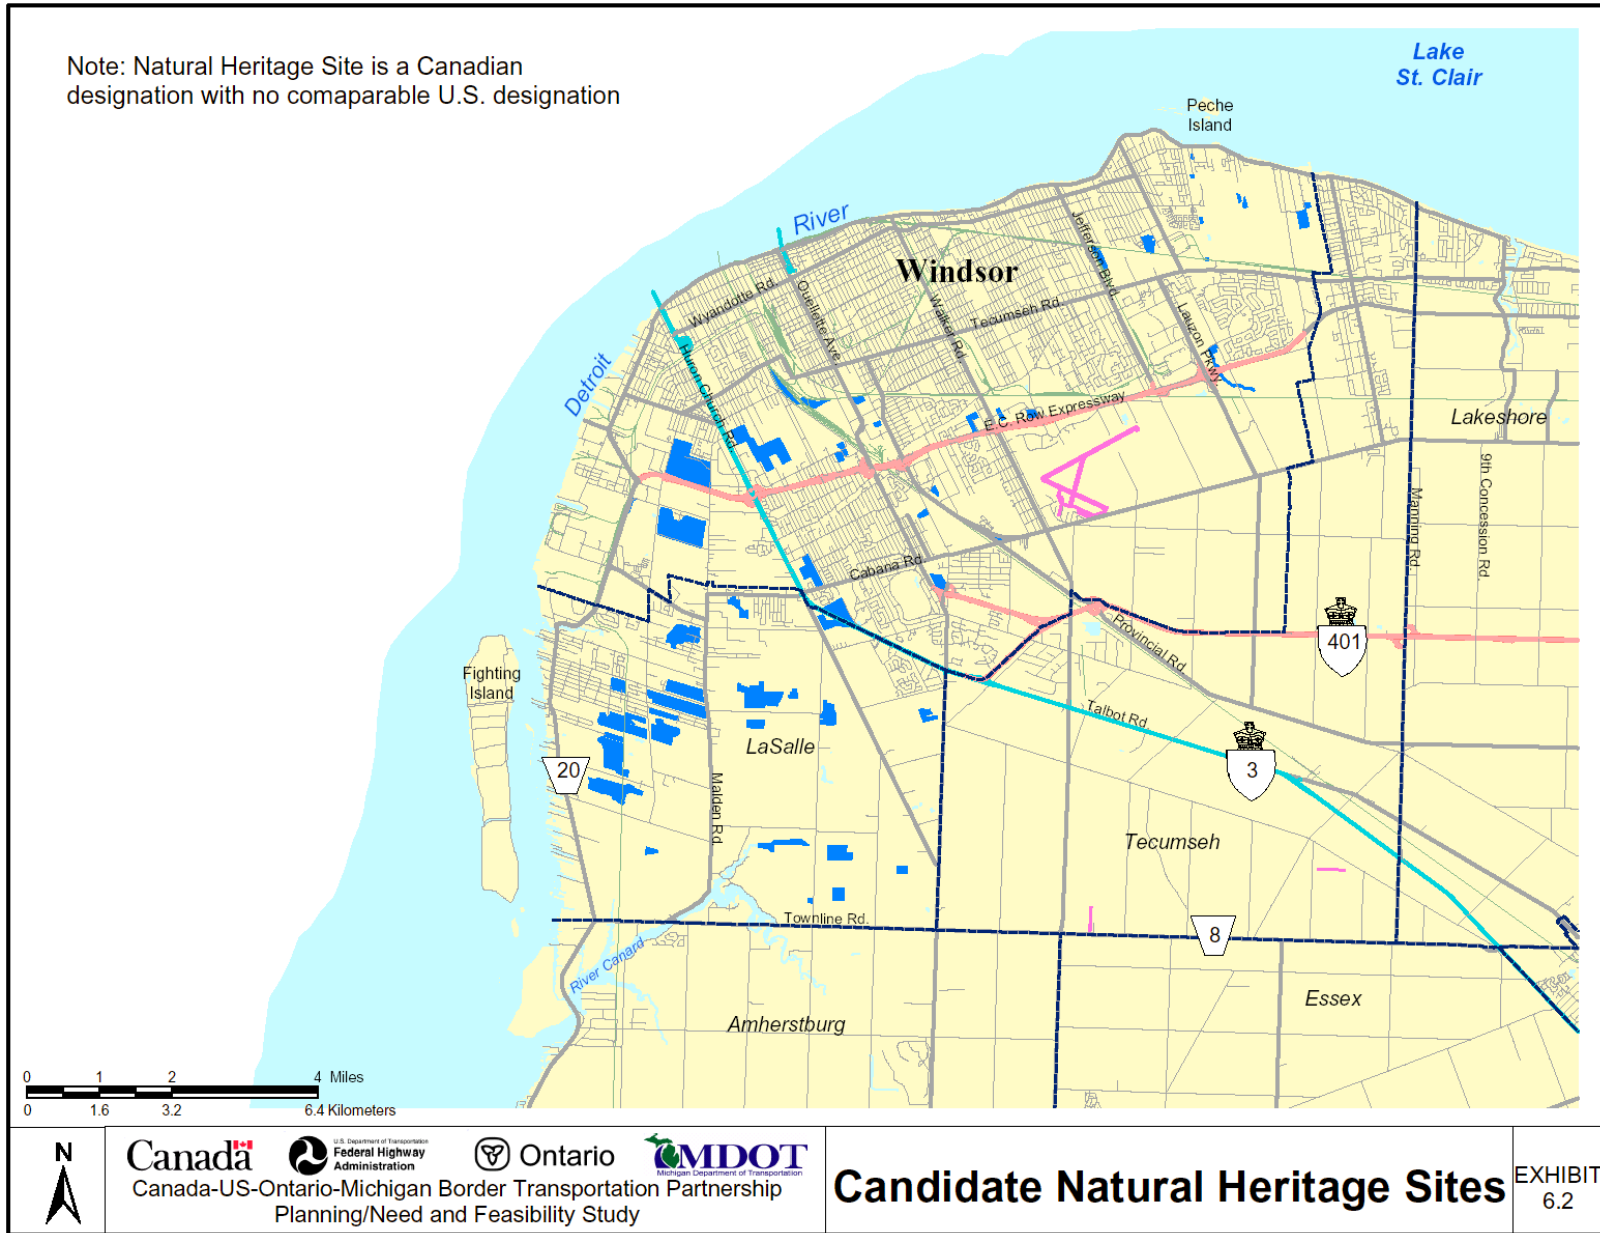 Note: Natural Heritage Site is a Canadian
designation with no comaparable U.S. designation
Lake
St. Clair
Peche
Island
River
Windsor
Jefferson Blvd.
Wyandotte Rd.
Ouellette Ave.
Walker Rd.
Tecumseh Rd.
Lauzon Pkwy.
Detroit
Huron Church Rd.
E.C. Row Expressway
Lakeshore
9th Concession Rd.
Manning Rd.
Cabana Rd.
401
Provincial Rd.
Fighting
Island
Talbot Rd.
LaSalle
20
3
Malden Rd.
Tecumseh
Townline Rd.
8
River Canard
Essex
Amherstburg
0 1 2 4 Miles
0 1.6 3.2 6.4 Kilometers
N
Canada
U.S. Department of Transportation
Federal Highway
Administration
Ontario
MDOT
Michigan Department of Transportation
Canada-US-Ontario-Michigan Border Transportation Partnership
Planning/Need and Feasibility Study
Candidate Natural Heritage Sites
EXHIBIT
6.2